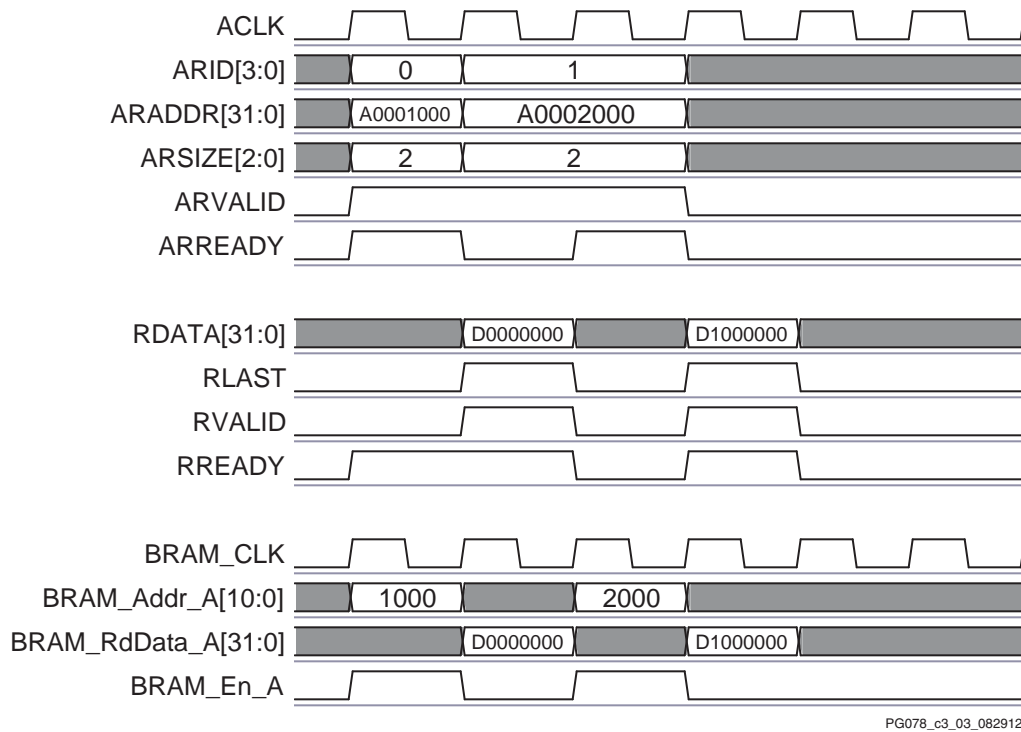 ACLK
ARID[3:0] 0 1
ARADDR[31:0] A0001000 A0002000
ARSIZE[2:0] 2 2
ARVALID
ARREADY
RDATA[31:0] D0000000 D1000000
RLAST
RVALID
RREADY
BRAM_CLK
BRAM_Addr_A[10:0] 1000 2000
BRAM_RdData_A[31:0] D0000000 D1000000
BRAM_En_A
PG078_c3_03_082912